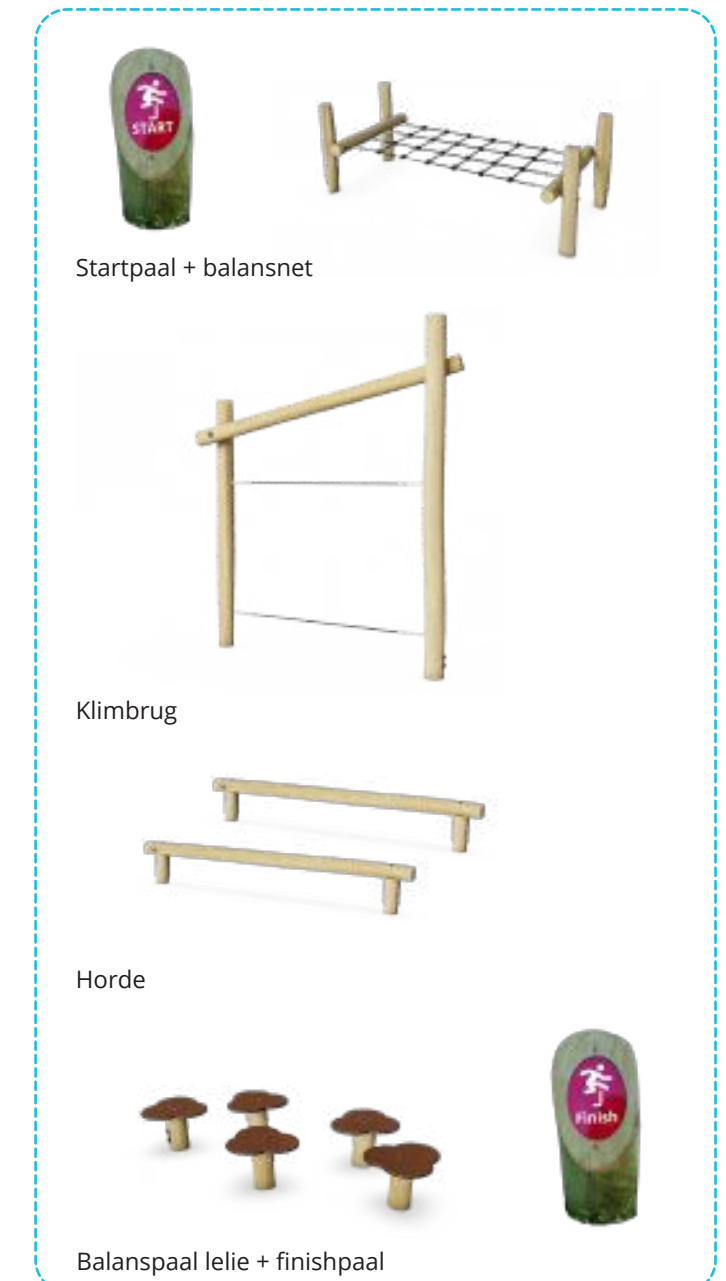 START
Startpaal + balansnet
Klimbrug
Horde
Finish
Balanspaal lelie + finishpaal